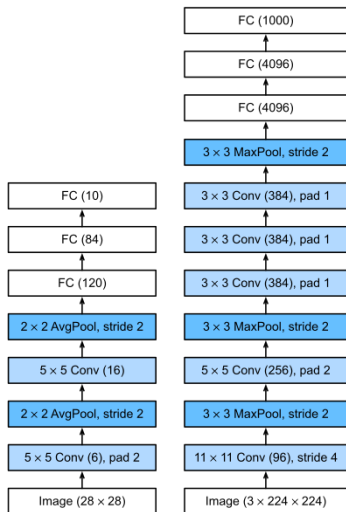 FC (10)
FC (84)
FC (120)
2 × 2 AvgPool, stride 2
5 × 5 Conv (16)
2 × 2 AvgPool, stride 2
5 × 5 Conv (6), pad 2
Image (28 × 28)
FC (1000)
FC (4096)
FC (4096)
3 × 3 MaxPool, stride 2
3 × 3 Conv (384), pad 1
3 × 3 Conv (384), pad 1
3 × 3 Conv (384), pad 1
3 × 3 MaxPool, stride 2
5 × 5 Conv (256), pad 2
3 × 3 MaxPool, stride 2
11 × 11 Conv (96), stride 4
Image (3 × 224 × 224)